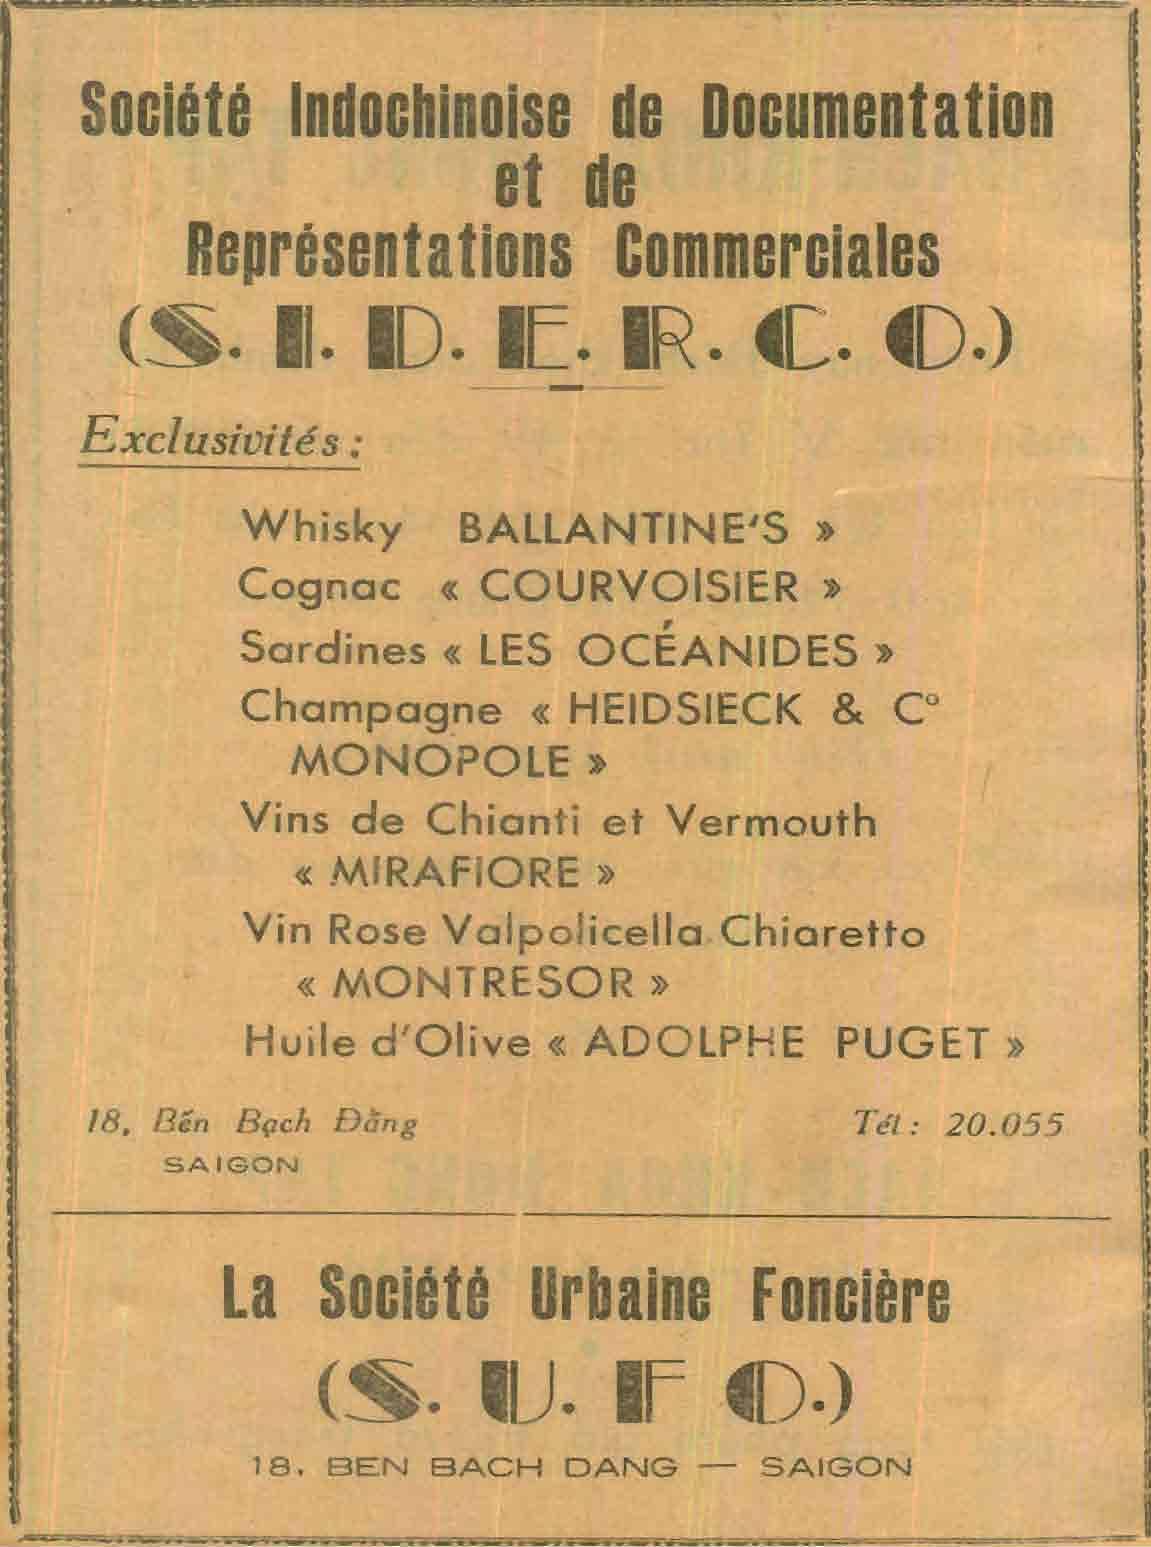 Société Indochinoise de Documentation
et de
Représentations Commerciales
(S. I. D. E. R. C. O.)
Exclusivités :
Whisky BALLANTINE'S »
Cognac « COURVOISIER »
Sardines « LES OCÉANIDES »
Champagne « HEIDSIECK & Cº
MONOPOLE »
Vins de Chianti et Vermouth
« MIRAFIORE »
Vin Rose Valpolicella Chiaretto
« MONTRESOR »
Huile d'Olive « ADOLPHE PUGET »
18, Bến Bạch Đằng
Tél : 20.055
SAIGON
La Société Urbaine Foncière
(S. U. F O.)
18, BEN BACH DANG — SAIGON